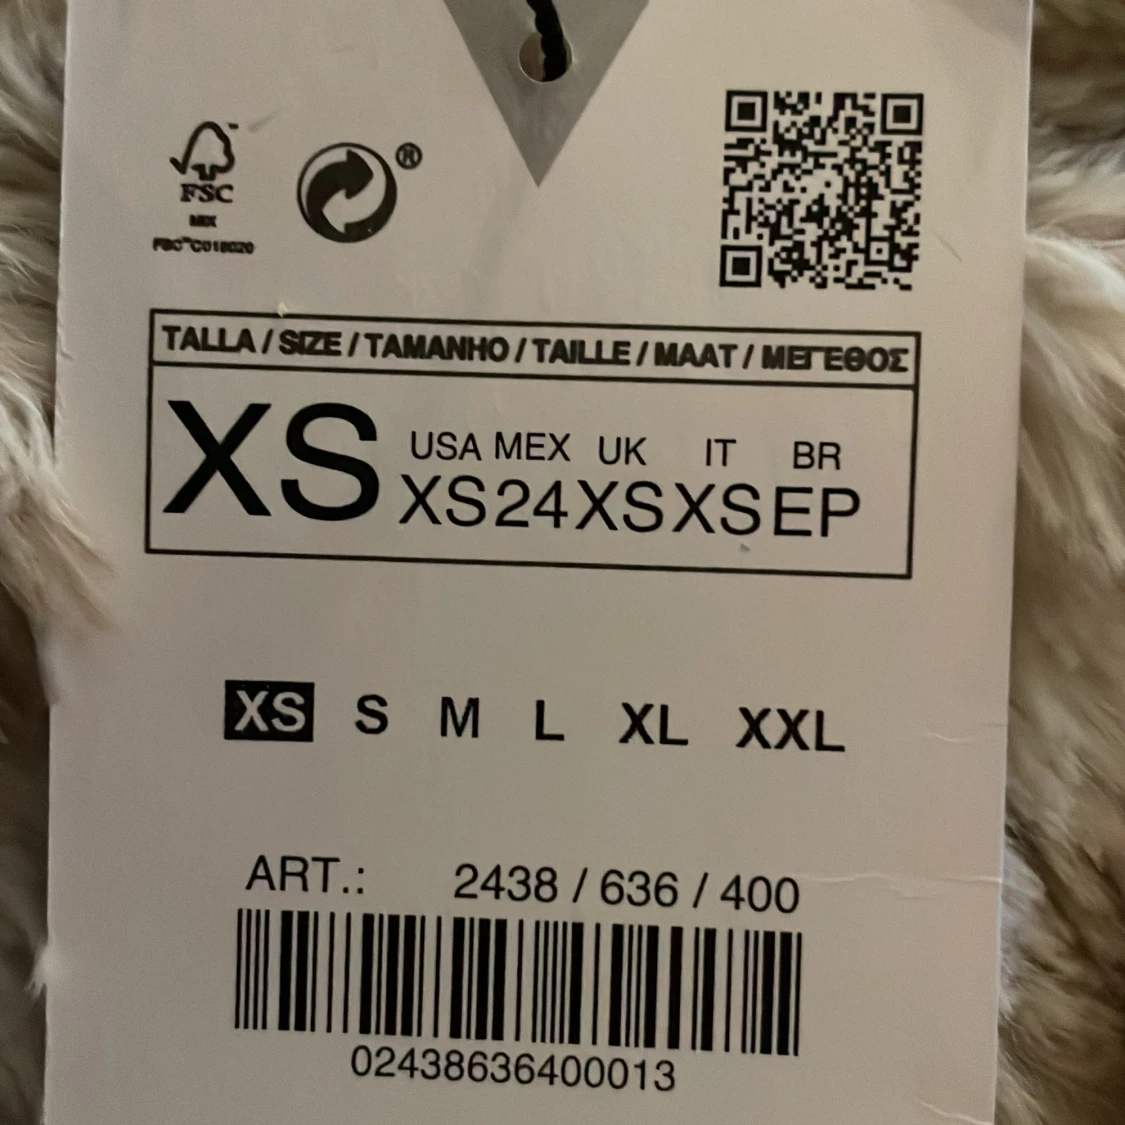 FSC
MIX
FSC™ C018020
®
TALLA / SIZE / TAMANHO / TAILLE / MAAT / ΜΕΓΕΘΟΣ
XS
USA MEX UK IT BR
XS 24 XS XS EP
XS S M L XL XXL
ART.: 2438 / 636 / 400
02438636400013